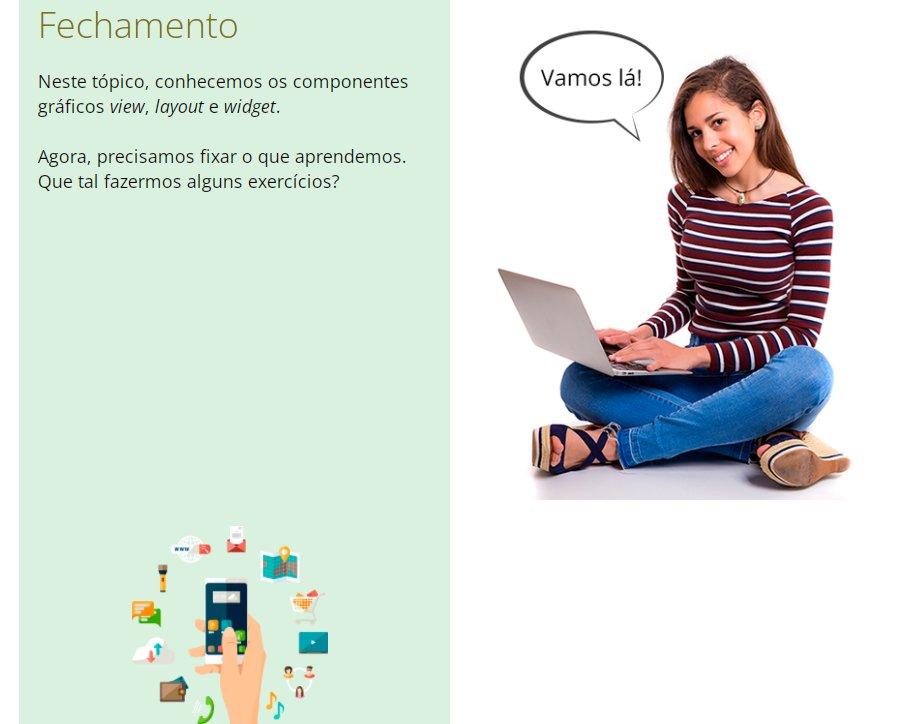 Fechamento
Neste tópico, conhecemos os componentes
gráficos view, layout e widget.
Agora, precisamos fixar o que aprendemos.
Que tal fazermos alguns exercícios?
Vamos lá!
WWW